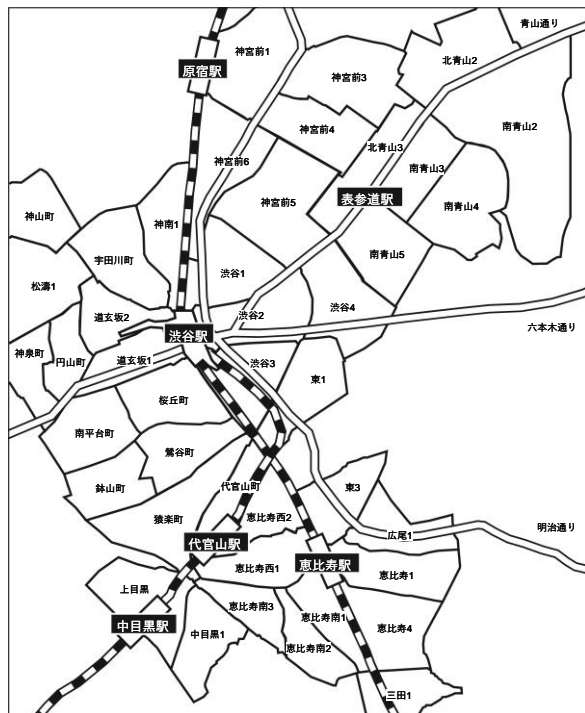 青山通り
神宮前1
北青山2
原宿駅
神宮前3
神宮前4
南青山2
北青山3
神宮前6
南青山3
表参道駅
神宮前5
南青山4
神山町
神南1
宇田川町
南青山5
松濤1
渋谷1
道玄坂2
渋谷2
渋谷4
六本木通り
渋谷駅
神泉町
円山町
道玄坂1
渋谷3
東1
桜丘町
南平台町
鶯谷町
鉢山町
代官山町
東3
猿楽町
恵比寿西2
広尾1
明治通り
代官山駅
恵比寿西1
恵比寿駅
恵比寿1
上目黒
恵比寿南3
恵比寿南1
中目黒駅
中目黒1
恵比寿南2
恵比寿4
三田1